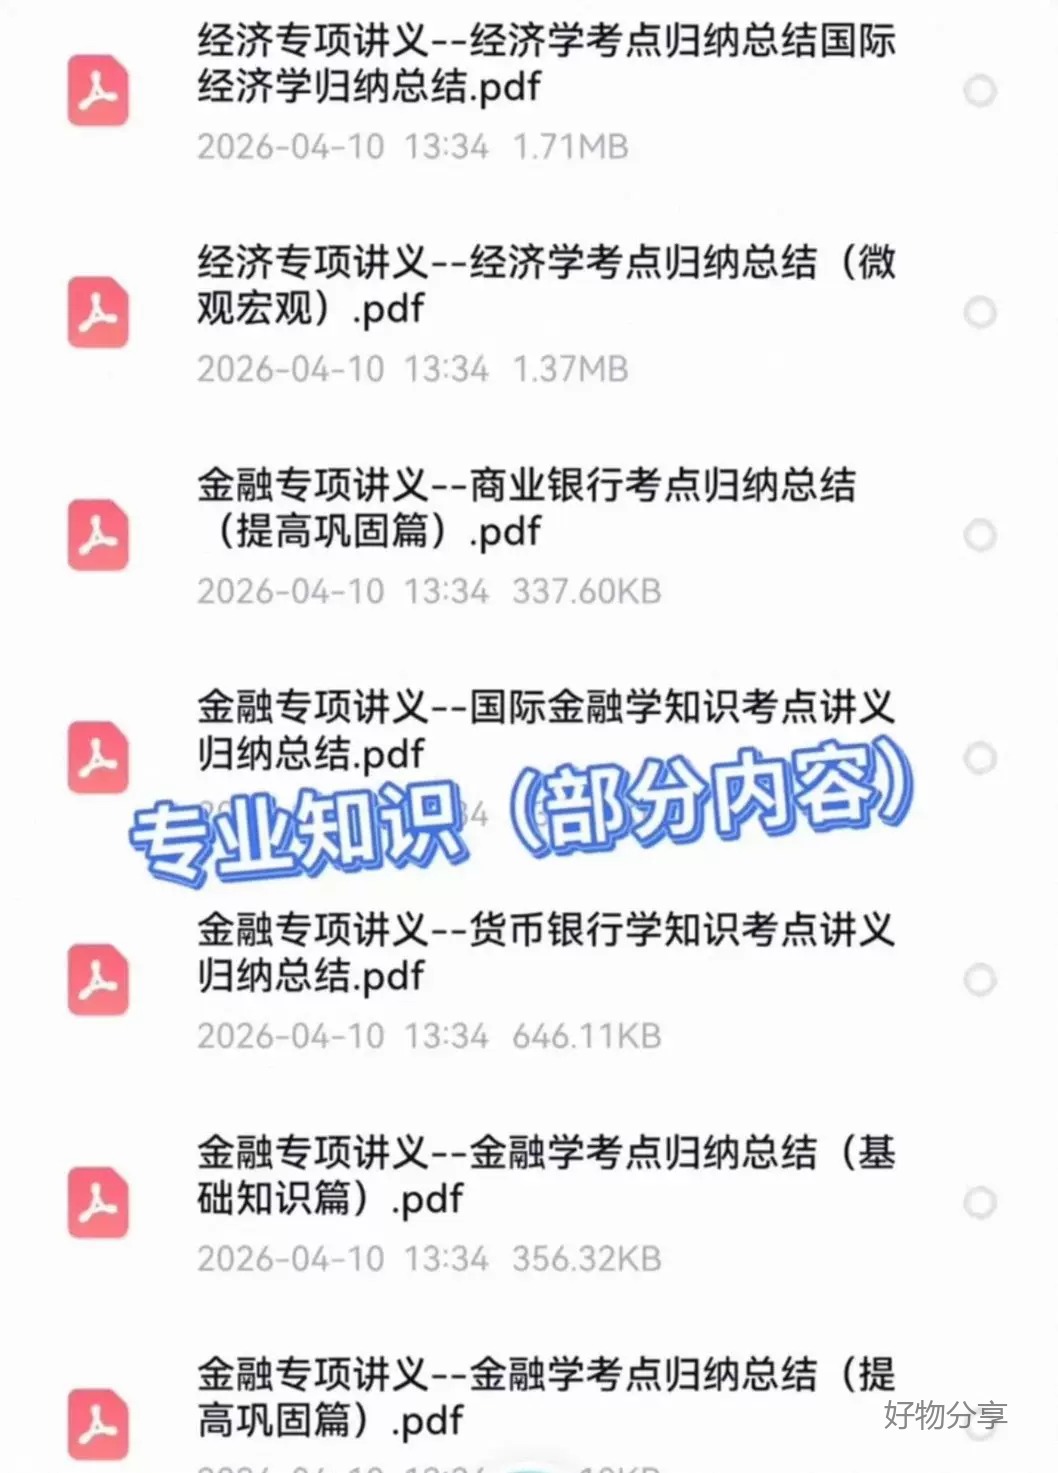 经济专项讲义--经济学考点归纳总结国际
经济学归纳总结.pdf
2026-04-10 13:34 1.71MB
经济专项讲义--经济学考点归纳总结（微
观宏观）.pdf
2026-04-10 13:34 1.37MB
金融专项讲义--商业银行考点归纳总结
（提高巩固篇）.pdf
2026-04-10 13:34 337.60KB
金融专项讲义--国际金融学知识考点讲义
归纳总结.pdf
专业知识（部分内容）
金融专项讲义--货币银行学知识考点讲义
归纳总结.pdf
2026-04-10 13:34 646.11KB
金融专项讲义--金融学考点归纳总结（基
础知识篇）.pdf
2026-04-10 13:34 356.32KB
金融专项讲义--金融学考点归纳总结（提
高巩固篇）.pdf
好物分享